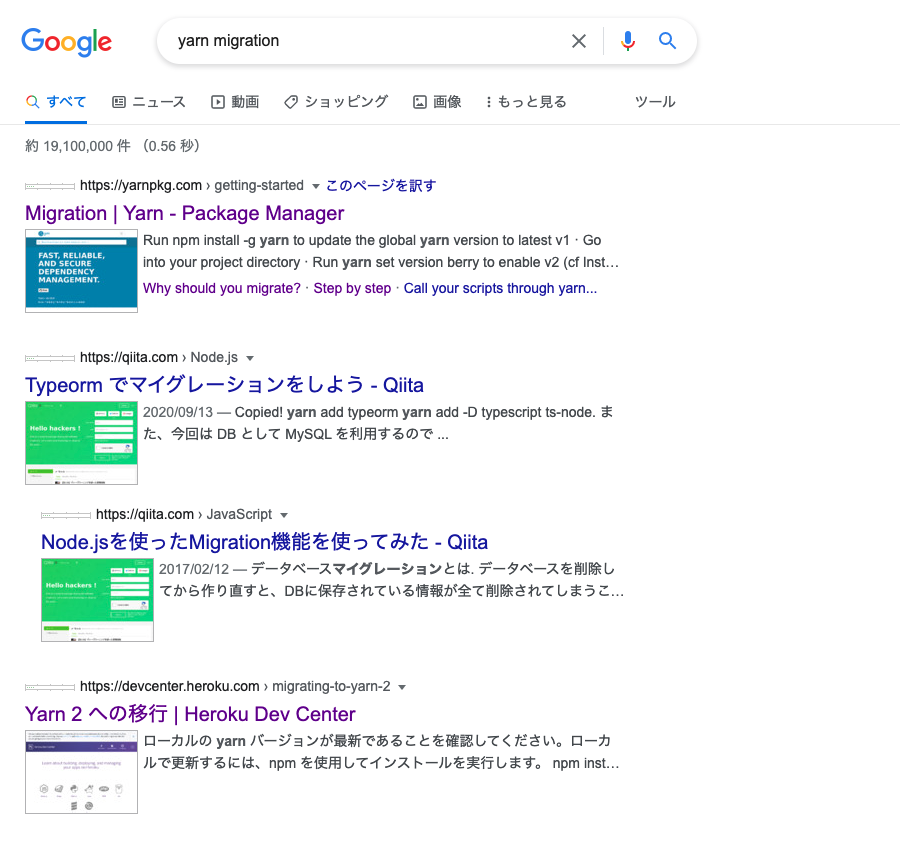 Google
yarn migration
すべて ニュース 動画 ショッピング 画像 もっと見る ツール
約 19,100,000 件 （0.56 秒）
https://yarnpkg.com › getting-started このページを訳す
Migration | Yarn - Package Manager
FAST, RELIABLE,
AND SECURE
DEPENDENCY
MANAGEMENT.
Run npm install -g yarn to update the global yarn version to latest v1 · Go
into your project directory · Run yarn set version berry to enable v2 (cf Inst...
Why should you migrate? · Step by step · Call your scripts through yarn...
https://qiita.com › Node.js
Typeorm でマイグレーションをしよう - Qiita
Hello hackers !
2020/09/13 — Copied! yarn add typeorm yarn add -D typescript ts-node. ま
た、今回は DB として MySQL を利用するので ...
https://qiita.com › JavaScript
Node.jsを使ったMigration機能を使ってみた - Qiita
Hello hackers !
2017/02/12 — データベースマイグレーションとは. データベースを削除し
てから作り直すと、DBに保存されている情報が全て削除されてしまうこ...
https://devcenter.heroku.com › migrating-to-yarn-2
Yarn 2 への移行 | Heroku Dev Center
ローカルの yarn バージョンが最新であることを確認してください。ローカ
ルで更新するには、npm を使用してインストールを実行します。 npm inst...